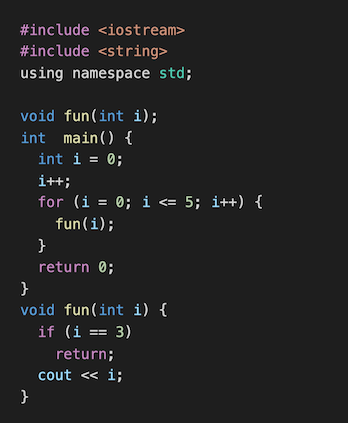 #include <iostream>
#include <string>
using namespace std;

void fun(int i);
int  main() {
  int i = 0;
  i++;
  for (i = 0; i <= 5; i++) {
    fun(i);
  }
  return 0;
}
void fun(int i) {
  if (i == 3)
    return;
  cout << i;
}